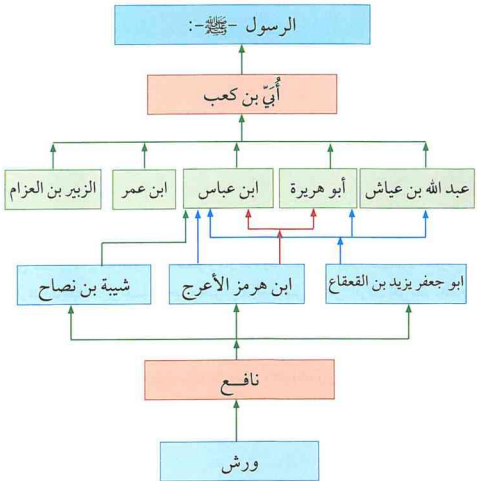 الرسول -ﷺ-:
أُبَيّ بن كعب
عبد الله بن عياش
أبو هريرة
ابن عباس
ابن عمر
الزبير بن العزام
ابو جعفر يزيد بن القعقاع
ابن هرمز الأعرج
شيبة بن نصاح
نافـع
ورش